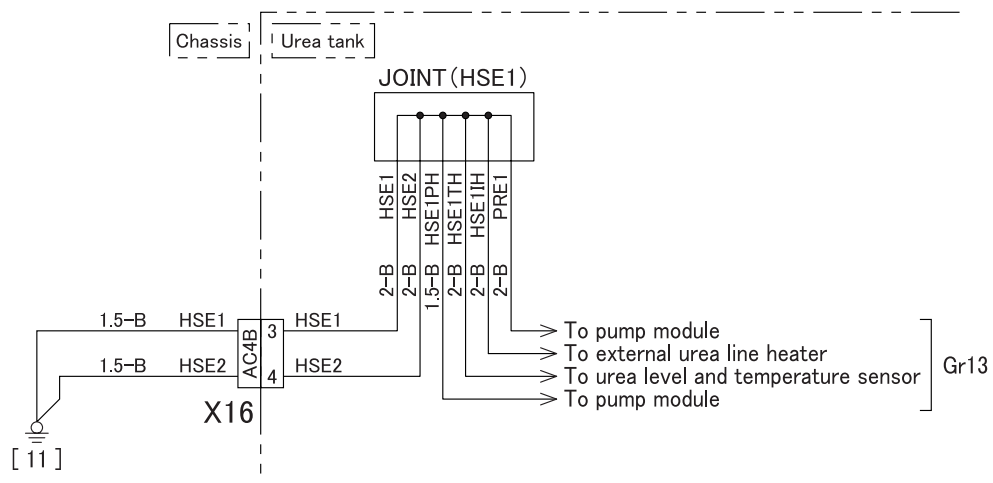 Chassis
Urea tank
JOINT(HSE1)
HSE1
HSE2
HSE1PH
HSE1TH
HSE1IH
PRE1
2-B
2-B
1.5-B
2-B
2-B
2-B
1.5-B HSE1 AC4B 3 HSE1
1.5-B HSE2 4 HSE2
X16
[ 11 ]
To pump module
To external urea line heater
To urea level and temperature sensor
To pump module
Gr13